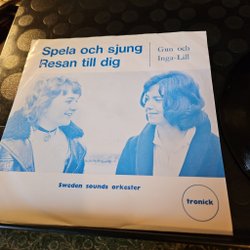 Spela och sjung
Resan till dig
Gun och
Inga-Lill
Sweden sounds orkester
tronick